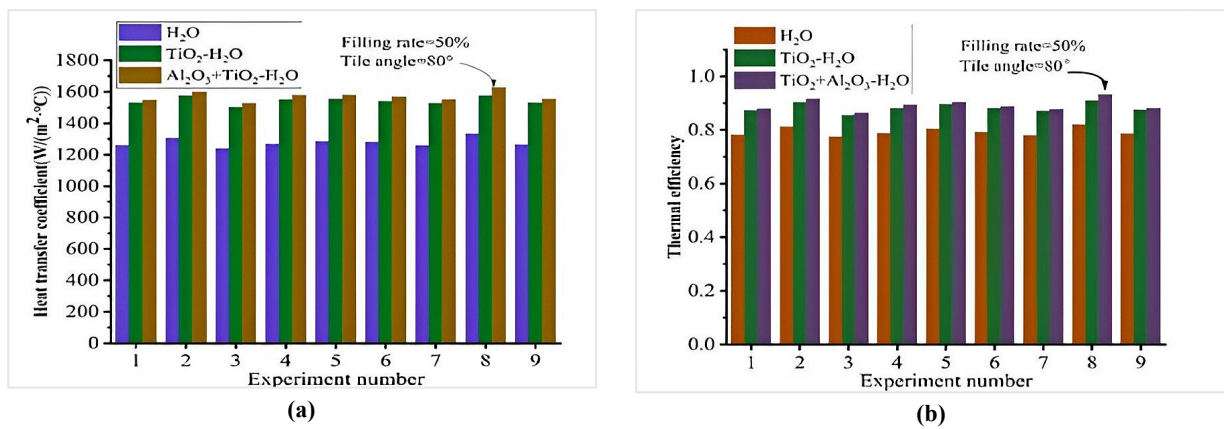 H₂O
TiO₂-H₂O
Al₂O₃+TiO₂-H₂O
Filling rate=50%
Tile angle=80°
Heat transfer coefficient(W/(m²·°C)
1800
1600
1400
1200
1000
800
600
400
200
0
1 2 3 4 5 6 7 8 9
Experiment number
(a)
H₂O
TiO₂-H₂O
TiO₂+Al₂O₃-H₂O
Filling rate=50%
Tile angle=80°
Thermal efficiency
1.0
0.8
0.6
0.4
0.2
0.0
1 2 3 4 5 6 7 8 9
Experiment number
(b)